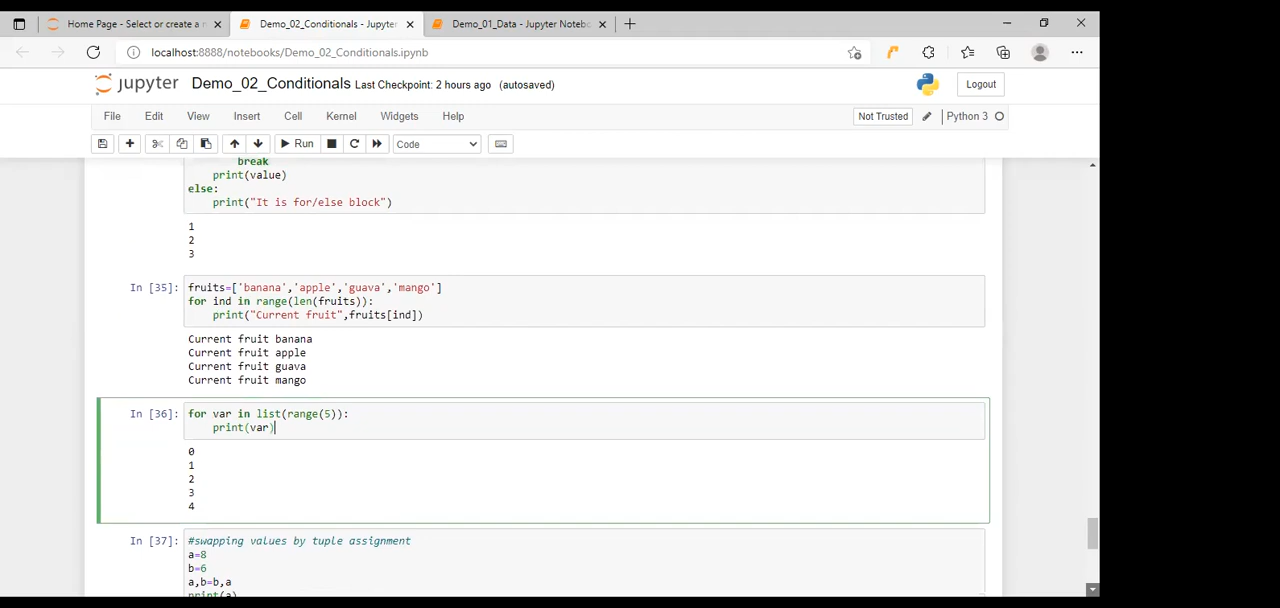 Home Page - Select or create a n
Demo_02_Conditionals - Jupyter
Demo_01_Data - Jupyter Notebo
localhost:8888/notebooks/Demo_02_Conditionals.ipynb
jupyter Demo_02_Conditionals Last Checkpoint: 2 hours ago (autosaved)
Logout
File Edit View Insert Cell Kernel Widgets Help
Not Trusted Python 3
Run Code
break
print(value)
else:
print("It is for/else block")
1
2
3
In [35]: fruits=['banana','apple','guava','mango']
for ind in range(len(fruits)):
print("Current fruit",fruits[ind])
Current fruit banana
Current fruit apple
Current fruit guava
Current fruit mango
In [36]: for var in list(range(5)):
print(var)
0
1
2
3
4
In [37]: #swapping values by tuple assignment
a=8
b=6
a,b=b,a
print(a)